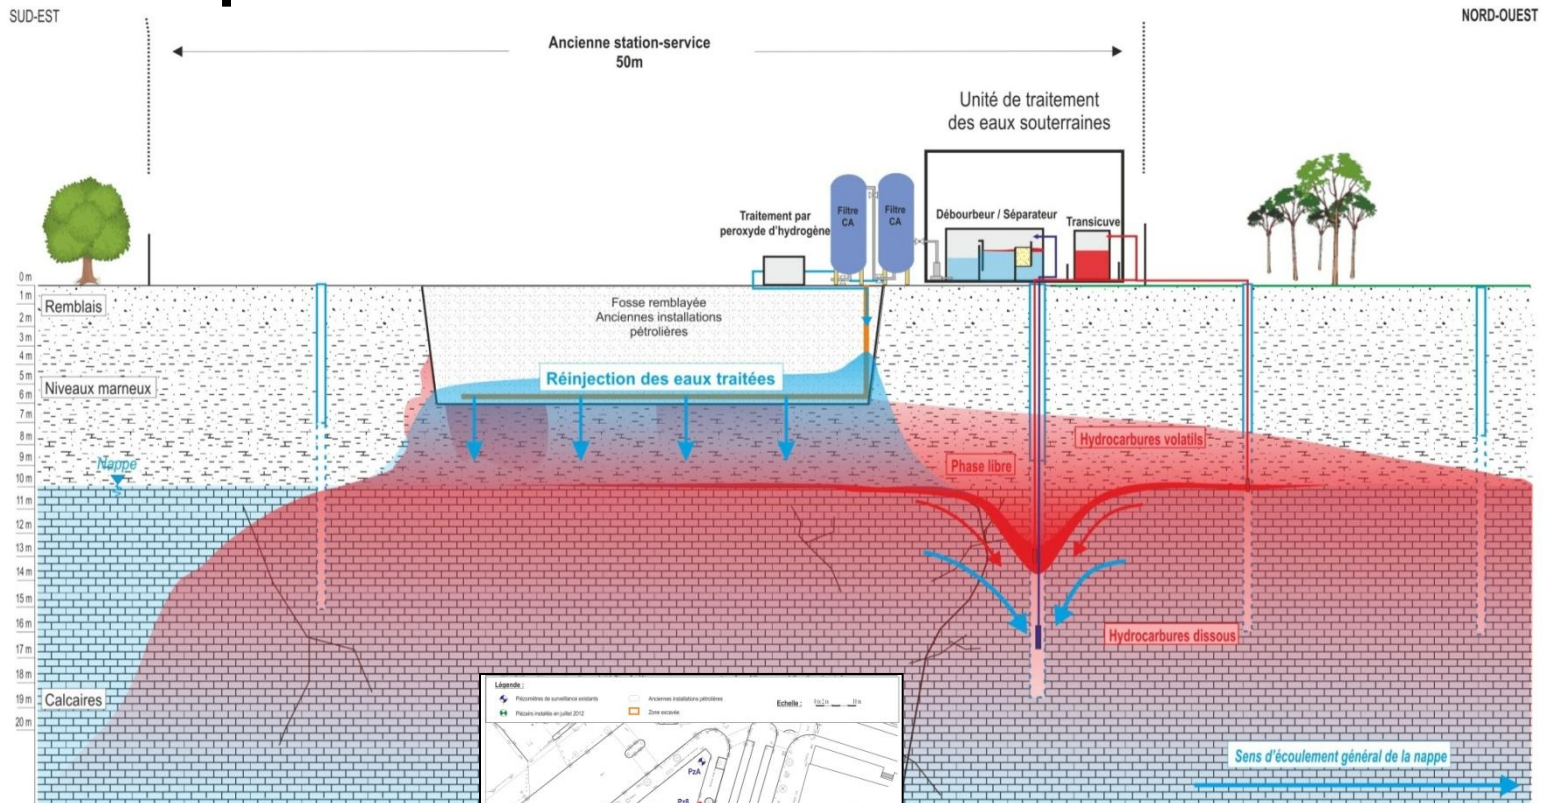 SUD-EST
NORD-OUEST
Ancienne station-service
50m
Unité de traitement
des eaux souterraines
Traitement par
peroxyde d'hydrogène
Filtre
CA
Filtre
CA
Débourbeur / Séparateur
Transicuve
0 m
1 m
2 m
3 m
4 m
5 m
6 m
7 m
8 m
9 m
10 m
11 m
12 m
13 m
14 m
15 m
16 m
17 m
18 m
19 m
20 m
Remblais
Fosse remblayée
Anciennes installations
pétrolières
Niveaux marneux
Réinjection des eaux traitées
Nappe
Hydrocarbures volatils
Phase libre
Hydrocarbures dissous
Calcaires
Sens d'écoulement général de la nappe
Légende :
Piézomètres de surveillance existants
Anciennes installations pétrolières
Echelle :
Piézairs installés en juillet 2012
Zone excavée
PzA